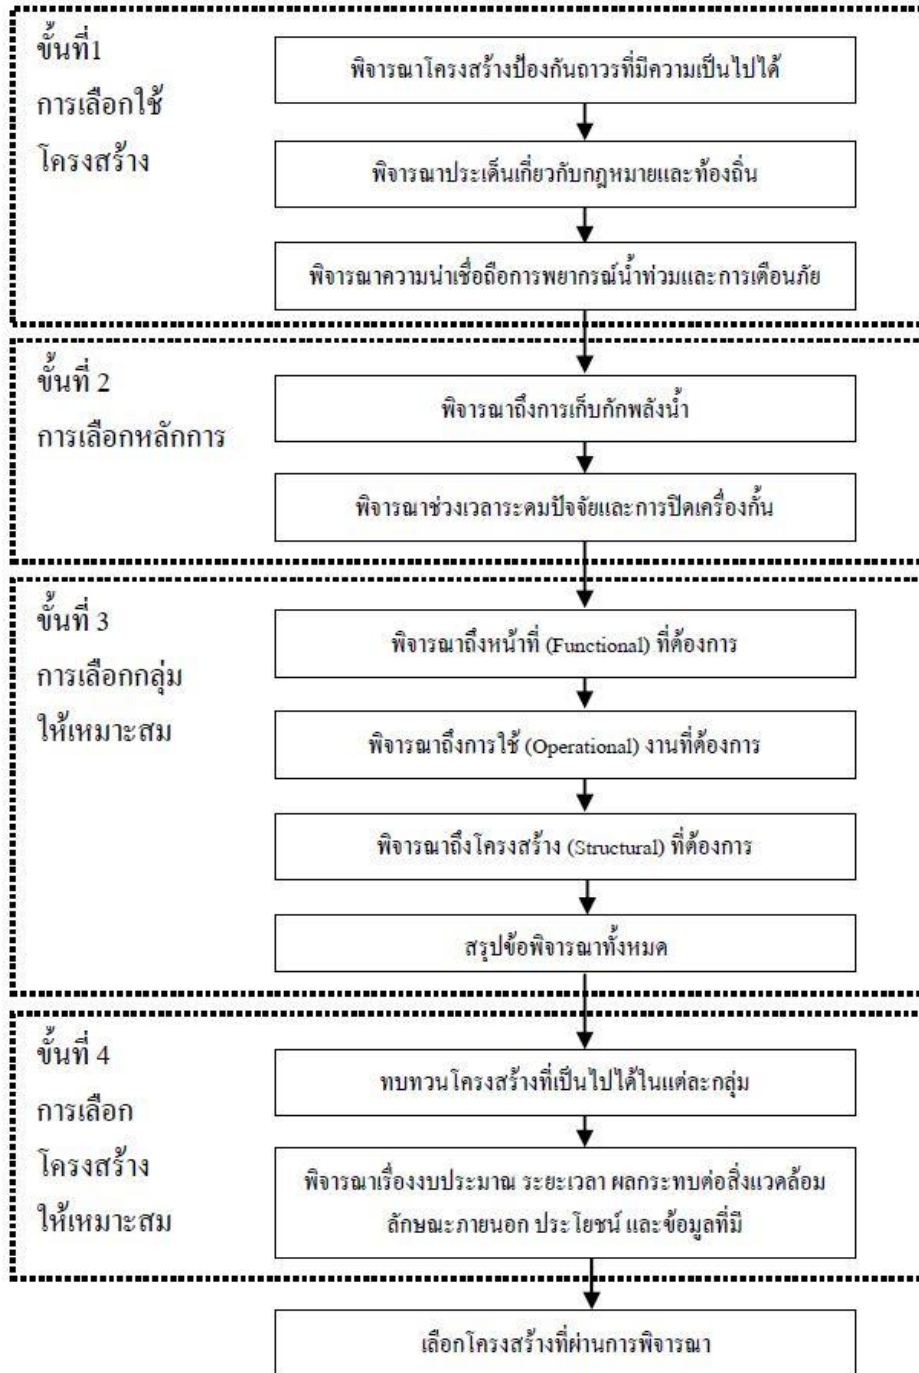 ขั้นที่1
การเลือกใช้
โครงสร้าง
พิจารณาโครงสร้างป้องกันถาวรที่มีความเป็นไปได้
พิจารณาประเด็นเกี่ยวกับกฎหมายและท้องถิ่น
พิจารณาความน่าเชื่อถือการพยากรณ์น้ำท่วมและการเตือนภัย
ขั้นที่ 2
การเลือกหลักการ
พิจารณาถึงการเก็บกักพลังน้ำ
พิจารณาช่วงเวลาระดมปัจจัยและการปิดเครื่องกั้น
ขั้นที่ 3
การเลือกกลุ่ม
ให้เหมาะสม
พิจารณาถึงหน้าที่ (Functional) ที่ต้องการ
พิจารณาถึงการใช้ (Operational) งานที่ต้องการ
พิจารณาถึงโครงสร้าง (Structural) ที่ต้องการ
สรุปข้อพิจารณาทั้งหมด
ขั้นที่ 4
การเลือก
โครงสร้าง
ให้เหมาะสม
ทบทวนโครงสร้างที่เป็นไปได้ในแต่ละกลุ่ม
พิจารณาเรื่องงบประมาณ ระยะเวลา ผลกระทบต่อสิ่งแวดล้อม
ลักษณะภายนอก ประโยชน์ และข้อมูลที่มี
เลือกโครงสร้างที่ผ่านการพิจารณา